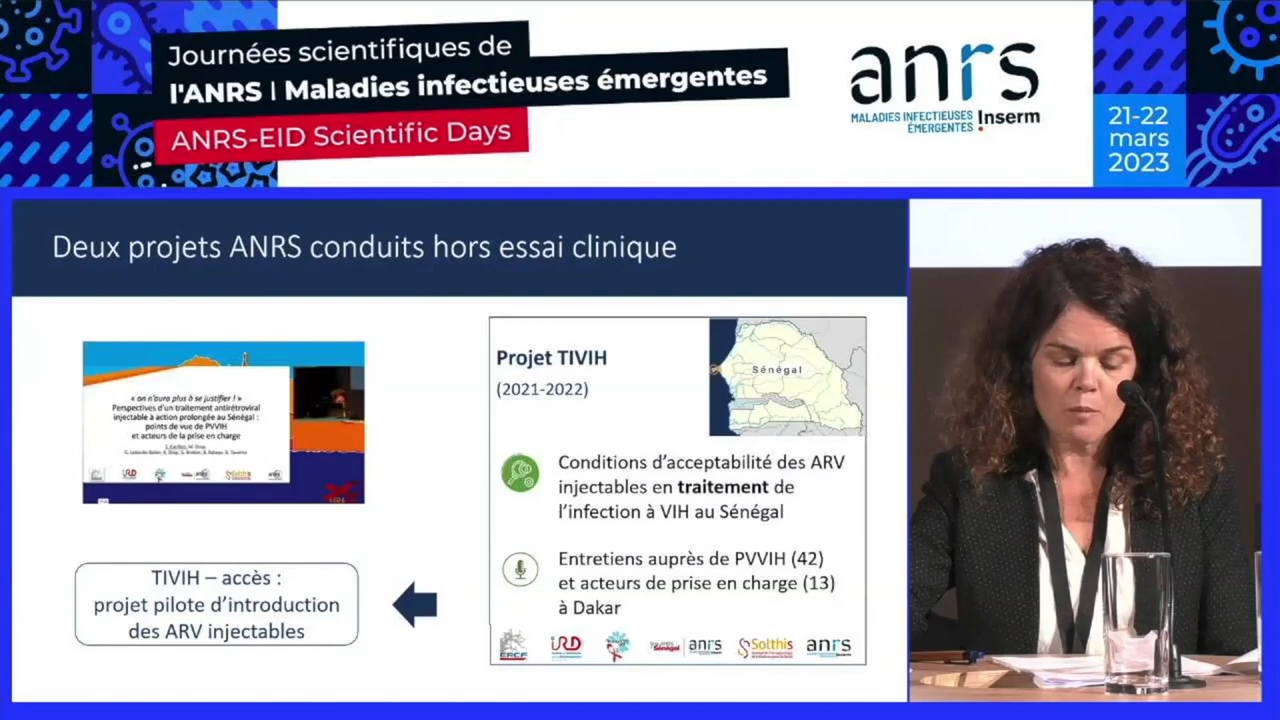 Journées scientifiques de
l'ANRS | Maladies infectieuses émergentes
ANRS-EID Scientific Days
anrs
MALADIES INFECTIEUSES
ÉMERGENTES
Inserm
21-22
mars
2023
Deux projets ANRS conduits hors essai clinique
« on n'aura plus à se justifier ! »
Perspectives d'un traitement antirétroviral
injectable à action prolongée au Sénégal :
points de vue de PVVIH
et acteurs de la prise en charge
TIVIH – accès :
projet pilote d'introduction
des ARV injectables
Projet TIVIH
(2021-2022)
Sénégal
Conditions d'acceptabilité des ARV
injectables en traitement de
l'infection à VIH au Sénégal
Entretiens auprès de PVVIH (42)
et acteurs de prise en charge (13)
à Dakar
CRCF
IRD
Sénégal
anrs
Solthis
anrs